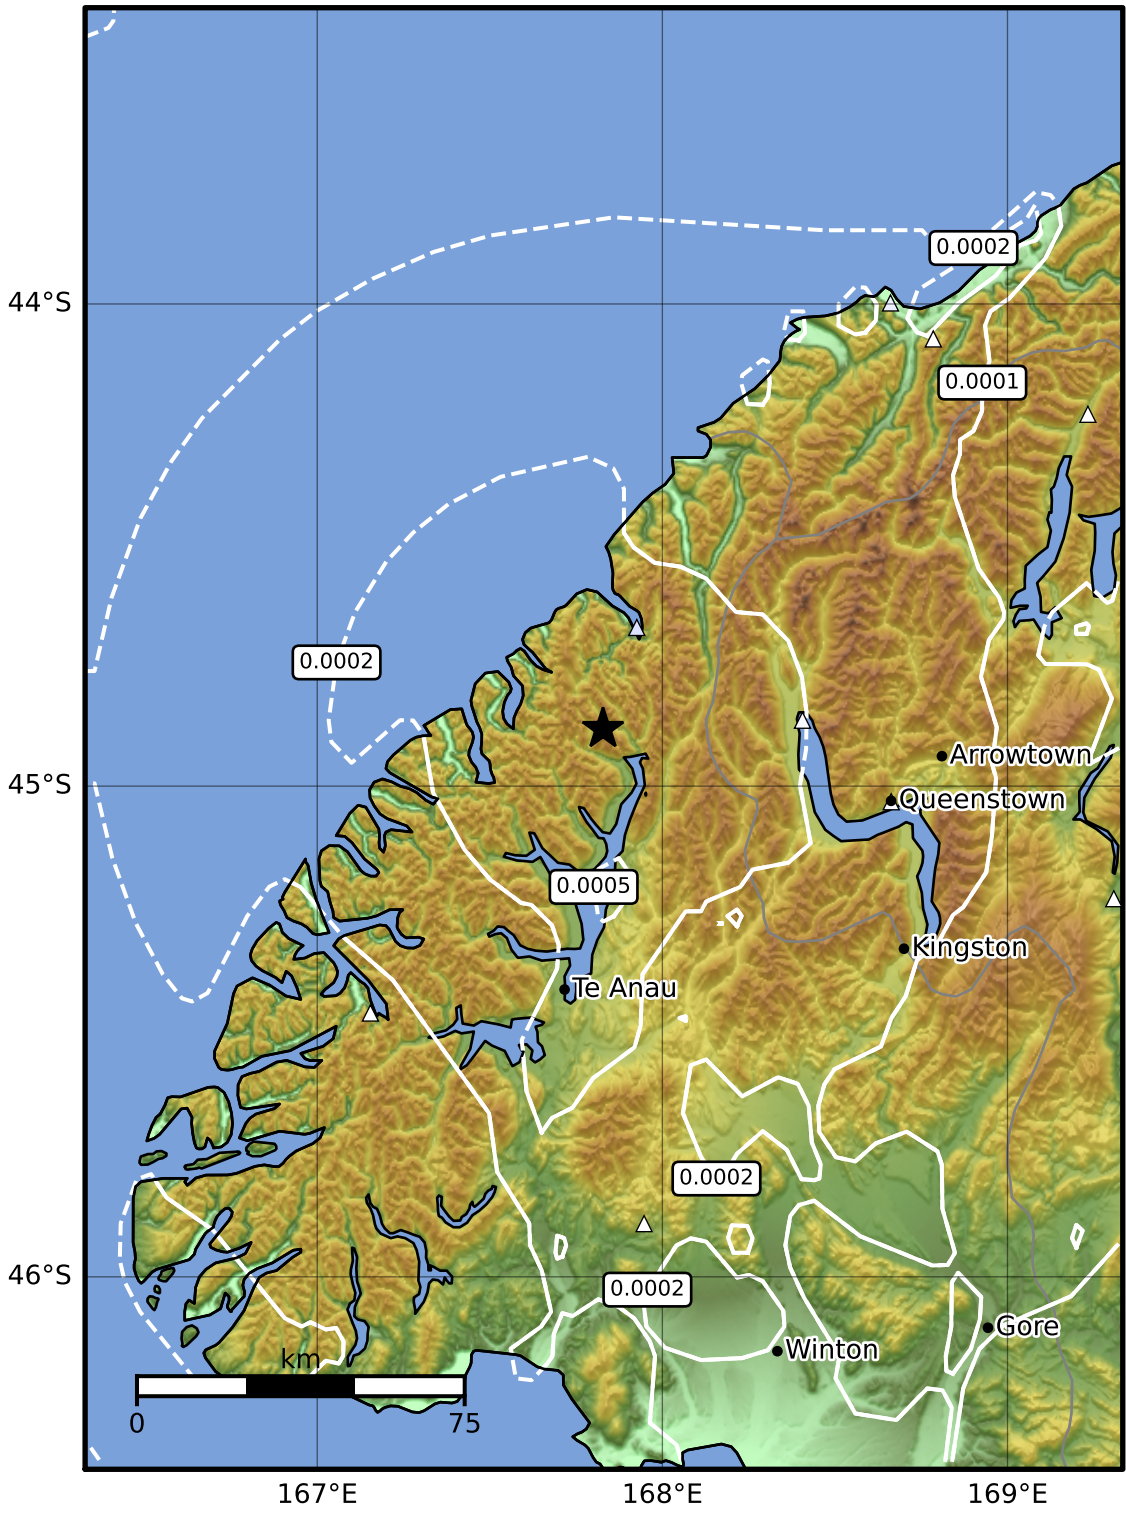 0.0002
44°S
0.0001
0.0002
Arrowtown
45°S
Queenstown
0.0005
Kingston
Te Anau
0.0002
46°S
0.0002
Gore
Winton
km
0 75
167°E 168°E 169°E